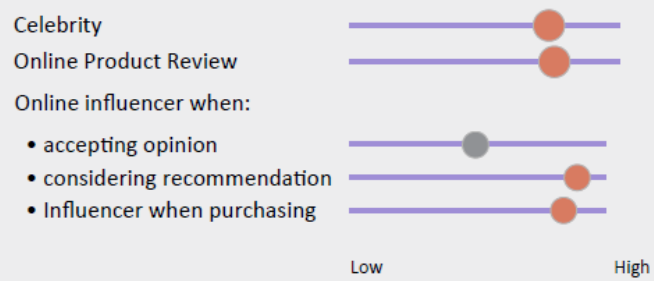 Celebrity
Online Product Review
Online influencer when:
• accepting opinion
• considering recommendation
• Influencer when purchasing
Low High